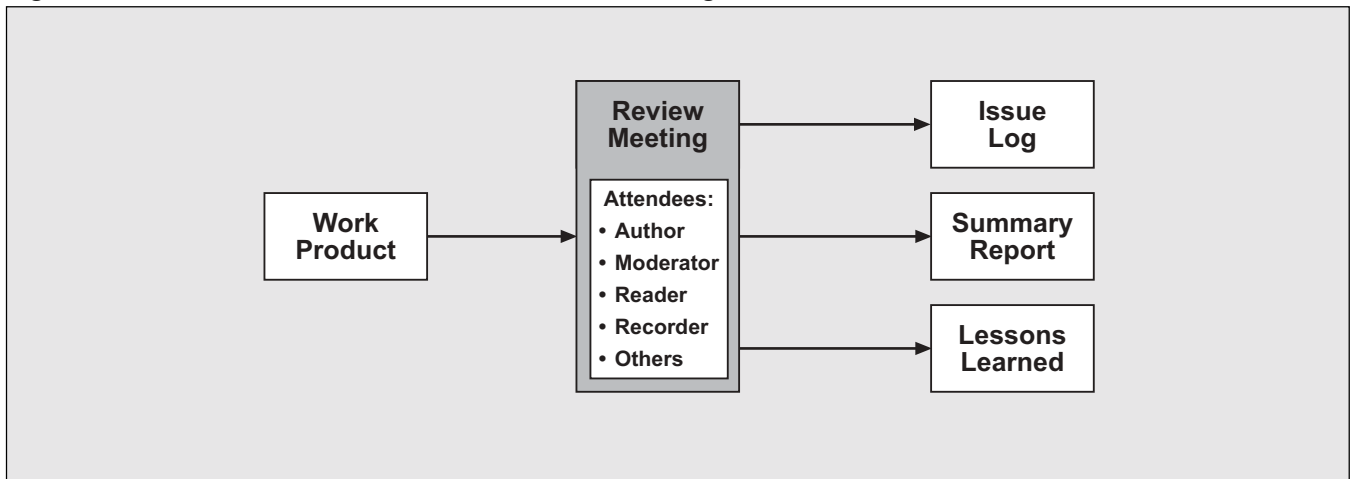 Work
Product
Review
Meeting
Attendees:
• Author
• Moderator
• Reader
• Recorder
• Others
Issue
Log
Summary
Report
Lessons
Learned